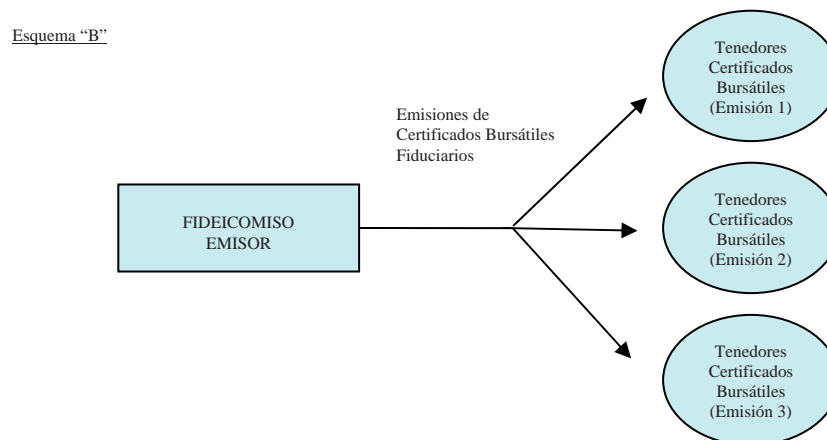 Esquema “B”
Emisiones de
Certificados Bursátiles
Fiduciarios
FIDEICOMISO
EMISOR
Tenedores
Certificados
Bursátiles
(Emisión 1)
Tenedores
Certificados
Bursátiles
(Emisión 2)
Tenedores
Certificados
Bursátiles
(Emisión 3)